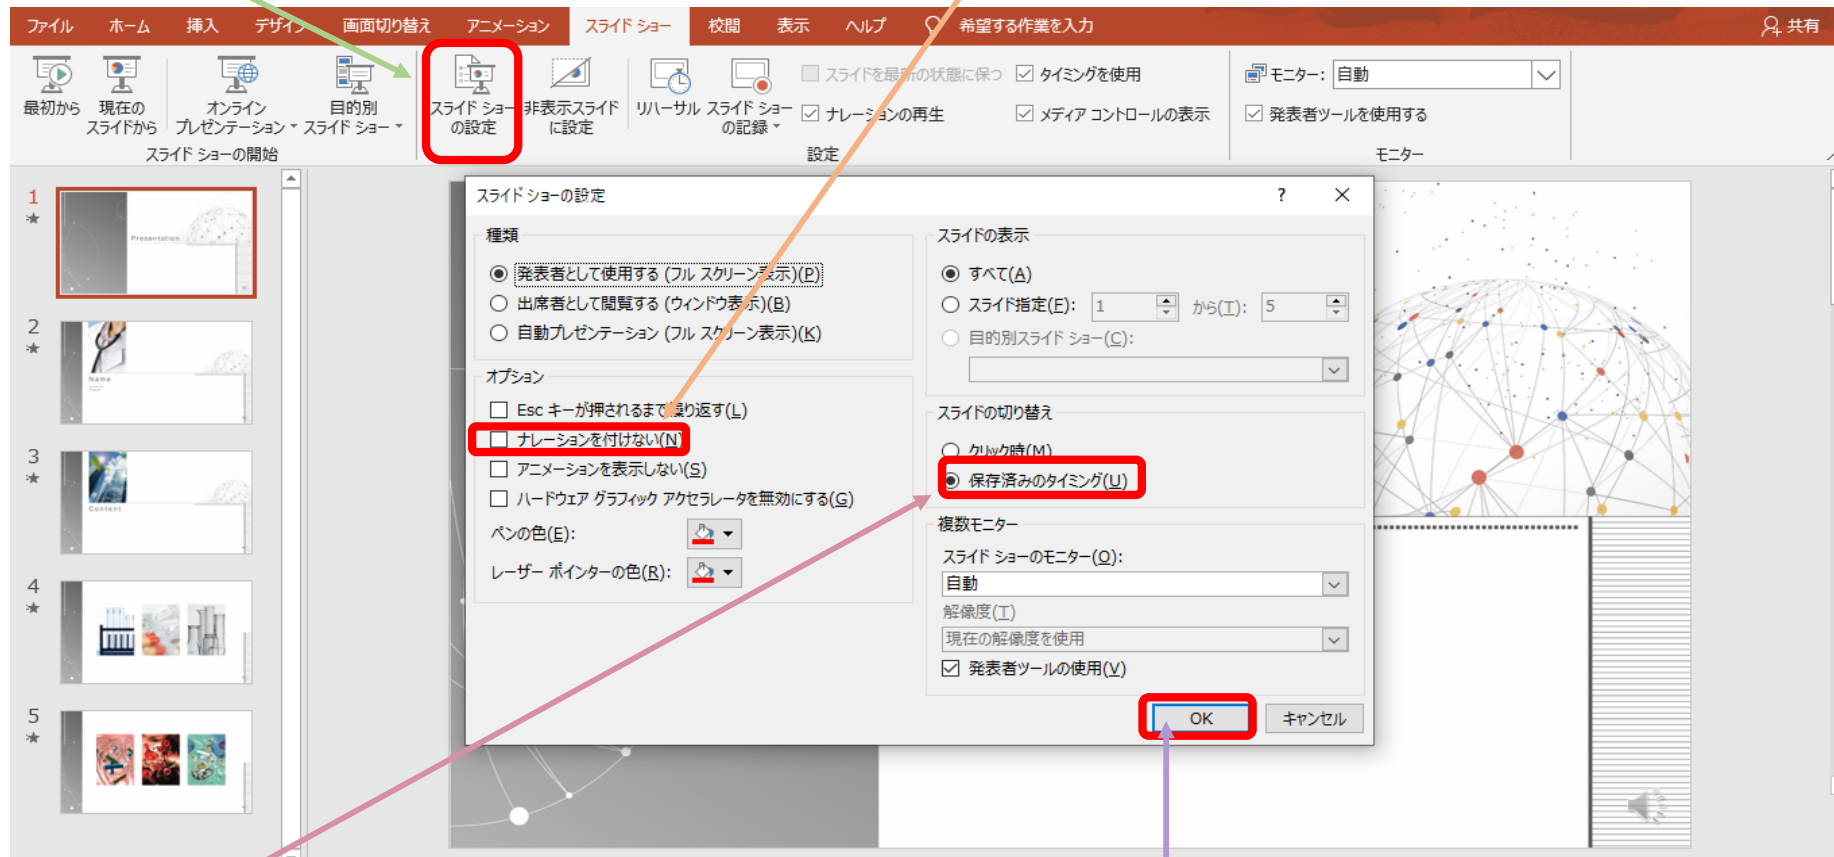 ファイル ホーム 挿入 デザイン 画面切り替え アニメーション スライド ショー 校閲 表示 ヘルプ 希望する作業を入力 共有
最初から 現在の スライドから オンライン プレゼンテーション 目的別 スライド ショー
スライド ショーの開始
スライド ショー の設定 非表示スライド に設定 リハーサル スライド ショー の記録
スライドを最新の状態に保つ タイミングを使用
ナレーションの再生 メディア コントロールの表示
設定
モニター: 自動
発表者ツールを使用する
モニター
1
Presentation
2
Name
3
Content
4
5
スライド ショーの設定 ?
種類
発表者として使用する (フル スクリーン表示)(P)
出席者として閲覧する (ウィンドウ表示)(B)
自動プレゼンテーション (フル スクリーン表示)(K)
オプション
Esc キーが押されるまで繰り返す(L)
ナレーションを付けない(N)
アニメーションを表示しない(S)
ハードウェア グラフィック アクセラレータを無効にする(G)
ペンの色(E):
レーザー ポインターの色(R):
スライドの表示
すべて(A)
スライド指定(F): 1 から(T): 5
目的別スライド ショー(C):
スライドの切り替え
クリック時(M)
保存済みのタイミング(U)
複数モニター
スライド ショーのモニター(O):
自動
解像度(T)
現在の解像度を使用
発表者ツールの使用(V)
OK キャンセル